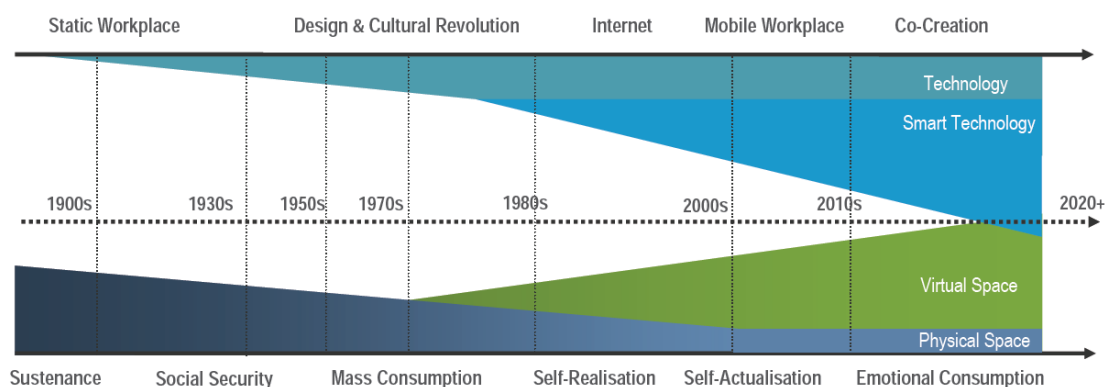 Static Workplace Design & Cultural Revolution Internet Mobile Workplace Co-Creation
Technology
Smart Technology
1900s 1930s 1950s 1970s 1980s 2000s 2010s 2020+
Virtual Space
Physical Space
Sustenance Social Security Mass Consumption Self-Realisation Self-Actualisation Emotional Consumption